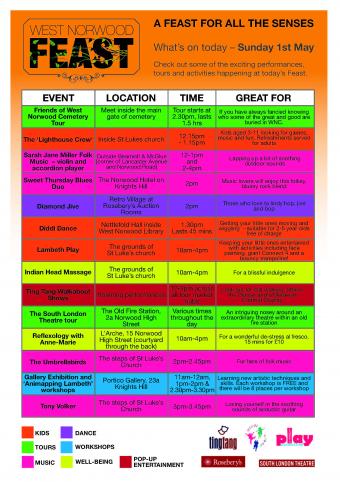 WEST NORWOOD
FEAST
A FEAST FOR ALL THE SENSES
What's on today – Sunday 1st May
Check out some of the exciting performances,
tours and activities happening at today's Feast.
EVENT LOCATION TIME GREAT FOR
Friends of West
Norwood Cemetery
Tour
Meet inside the main
gate of cemetery
Tour starts at
2.30pm, lasts
1.5 hrs
If you have always fancied knowing
who some of the great and good are
buried in WNC.
The 'Lighthouse Crew'
Inside St Lukes church
12.15pm
- 1.15pm
Kids aged 3-11, looking for games,
music and fun. Refreshments served
for adults
Sarah Jane Miller Folk
Music – violin and
accordion player
Outside Beamish & McGlue
(corner of Lancaster Avenue
and Norwood Road)
12-1pm
and
2-4pm
Lapping up a bit of soothing
outdoor sounds
Sweet Thursday Blues
Duo
The Norwood Hotel on
Knights Hill
2pm
Music lovers will enjoy this folksy,
bluesy rock blend
Diamond Jive
Retro Village at
Rosebery's Auction
Rooms
2pm
Those who love to bindy hop, jive and
bop
Diddi Dance
Nettlefold Hall inside
West Norwood Library
1.30pm
Lasts 45 mins
Getting your little ones moving and
wiggling - suitable for 2-5 year olds
free of charge
Lambeth Play
The grounds of
St Luke's church
10am-4pm
Keeping your little ones entertained
with activities including face
painting, giant Connect 4 and a
bouncy
Indian Head Massage
The grounds of
St Luke's church
10am-4pm
For a blissful indulgence
Ting Tang Walkabout
Shows
Roaming performances
The South London
Theatre tour
The Old Fire Station,
2a Norwood High
Street
Various times
throughout the
day
An intriguing nosey around an
extraordinary theatre within an old
fire station
Reflexology with
Anne-Marie
L'Arche, 15 Norwood
High Street (courtyard
through the back)
10am-4pm
For a wonderful de-stress al fresco.
15 mins for £10
The Umbrellabirds
The steps of St Luke's
Church
2pm-2.45pm
For fans of folk music
Gallery Exhibition and
'Animapping Lambeth'
workshops
Portico Gallery, 23a
Knights Hill
11am-12am,
1pm-2pm &
2.30pm-3.30pm
Learning new artistic techniques and
skills. Each workshop is FREE and
there will be 8 places per workshop
Tony Volker
The steps of St Luke's
Church
3pm-3.45pm
Losing yourself in the soothing
sounds of acoustic guitar
KIDS
DANCE
TOURS
WORKSHOPS
MUSIC
WELL-BEING
POP-UP
ENTERTAINMENT
tingtang
play
Rosebery's
SOUTH LONDON THEATRE